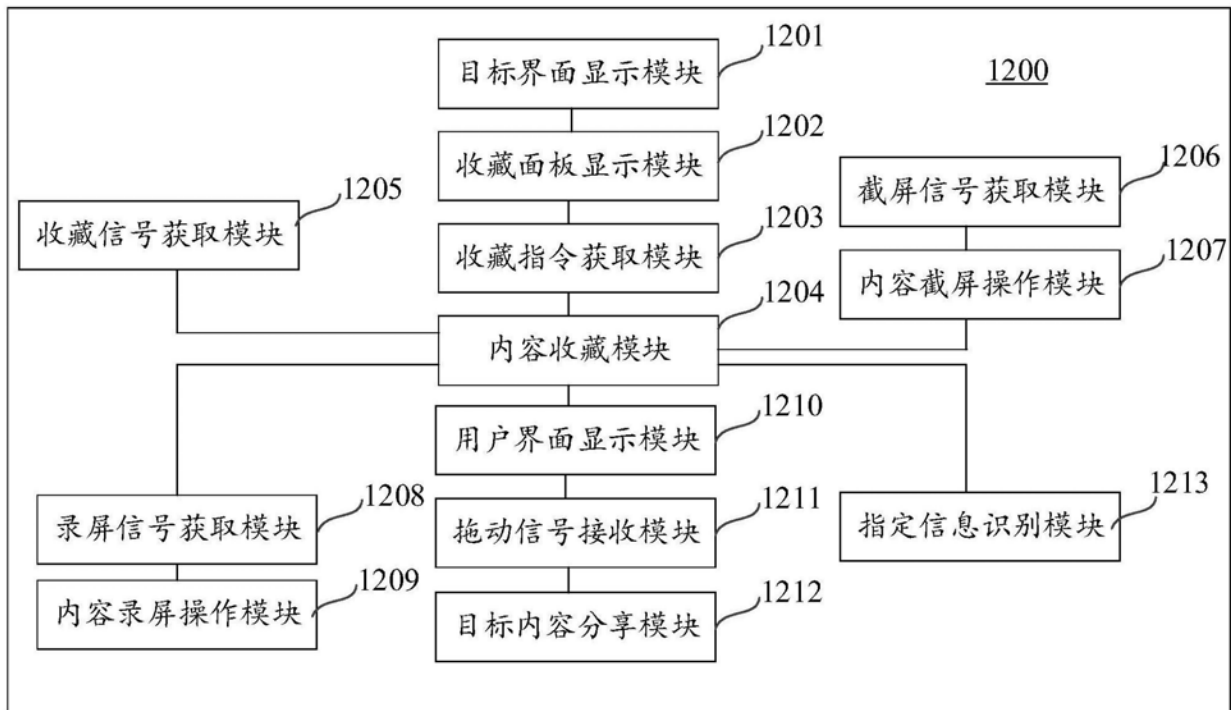 1201
目标界面显示模块
1200
1202
收藏面板显示模块
1206
截屏信号获取模块
1205
收藏信号获取模块
1203
收藏指令获取模块
1207
内容截屏操作模块
1204
内容收藏模块
1210
用户界面显示模块
1208
录屏信号获取模块
1211
拖动信号接收模块
1213
指定信息识别模块
1209
内容录屏操作模块
1212
目标内容分享模块